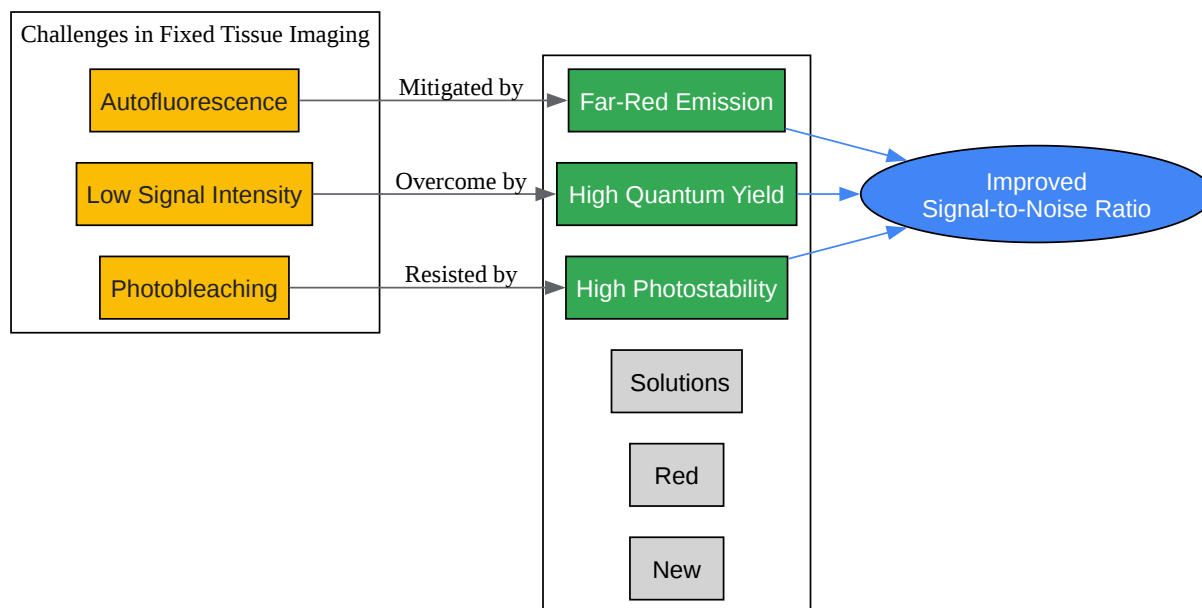 Challenges in Fixed Tissue Imaging
Autofluorescence
Mitigated by
Far-Red Emission
Low Signal Intensity
Overcome by
High Quantum Yield
Improved
Signal-to-Noise Ratio
Photobleaching
Resisted by
High Photostability
Solutions
Red
New